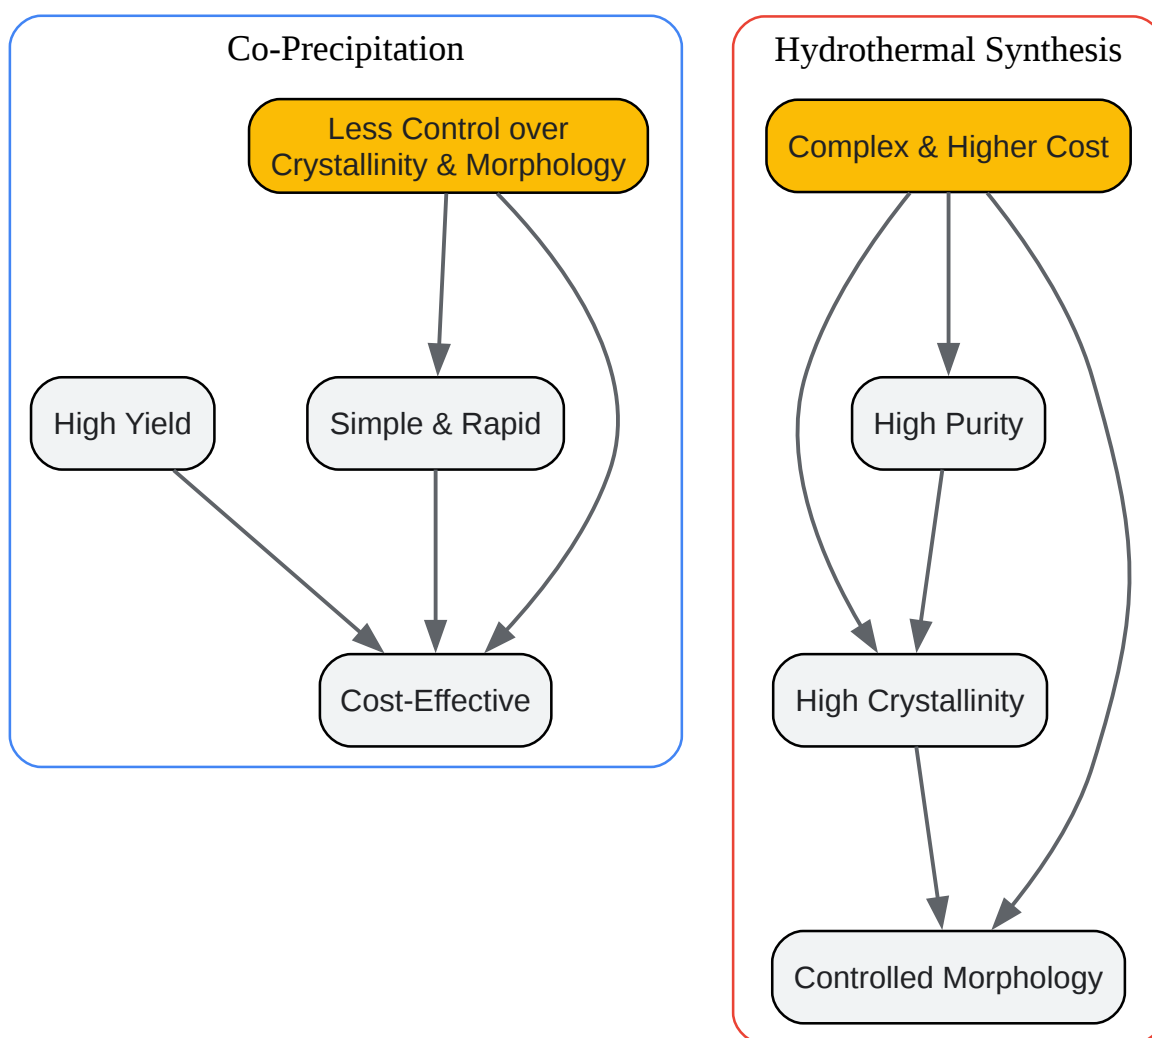 Co-Precipitation
Less Control over
Crystallinity & Morphology
High Yield
Simple & Rapid
Cost-Effective
Hydrothermal Synthesis
Complex & Higher Cost
High Purity
High Crystallinity
Controlled Morphology